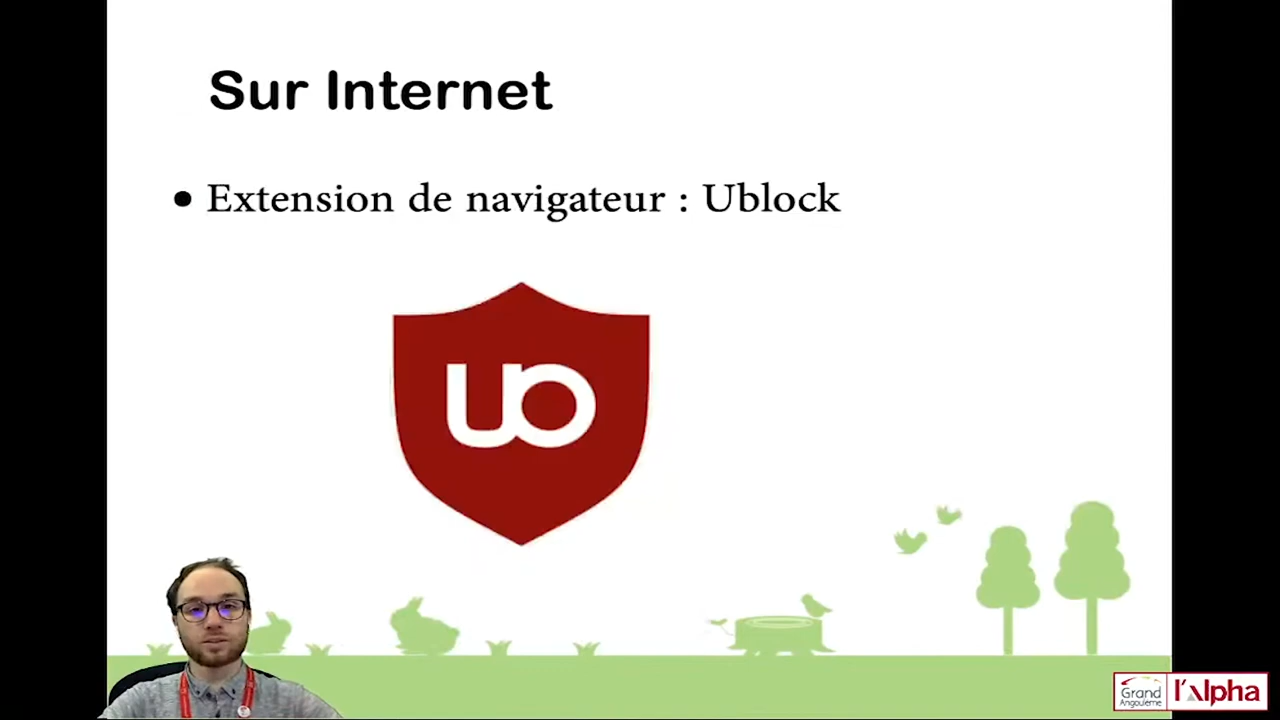 Sur Internet
• Extension de navigateur : Ublock
uo
Grand
Angoulême
l'Alpha